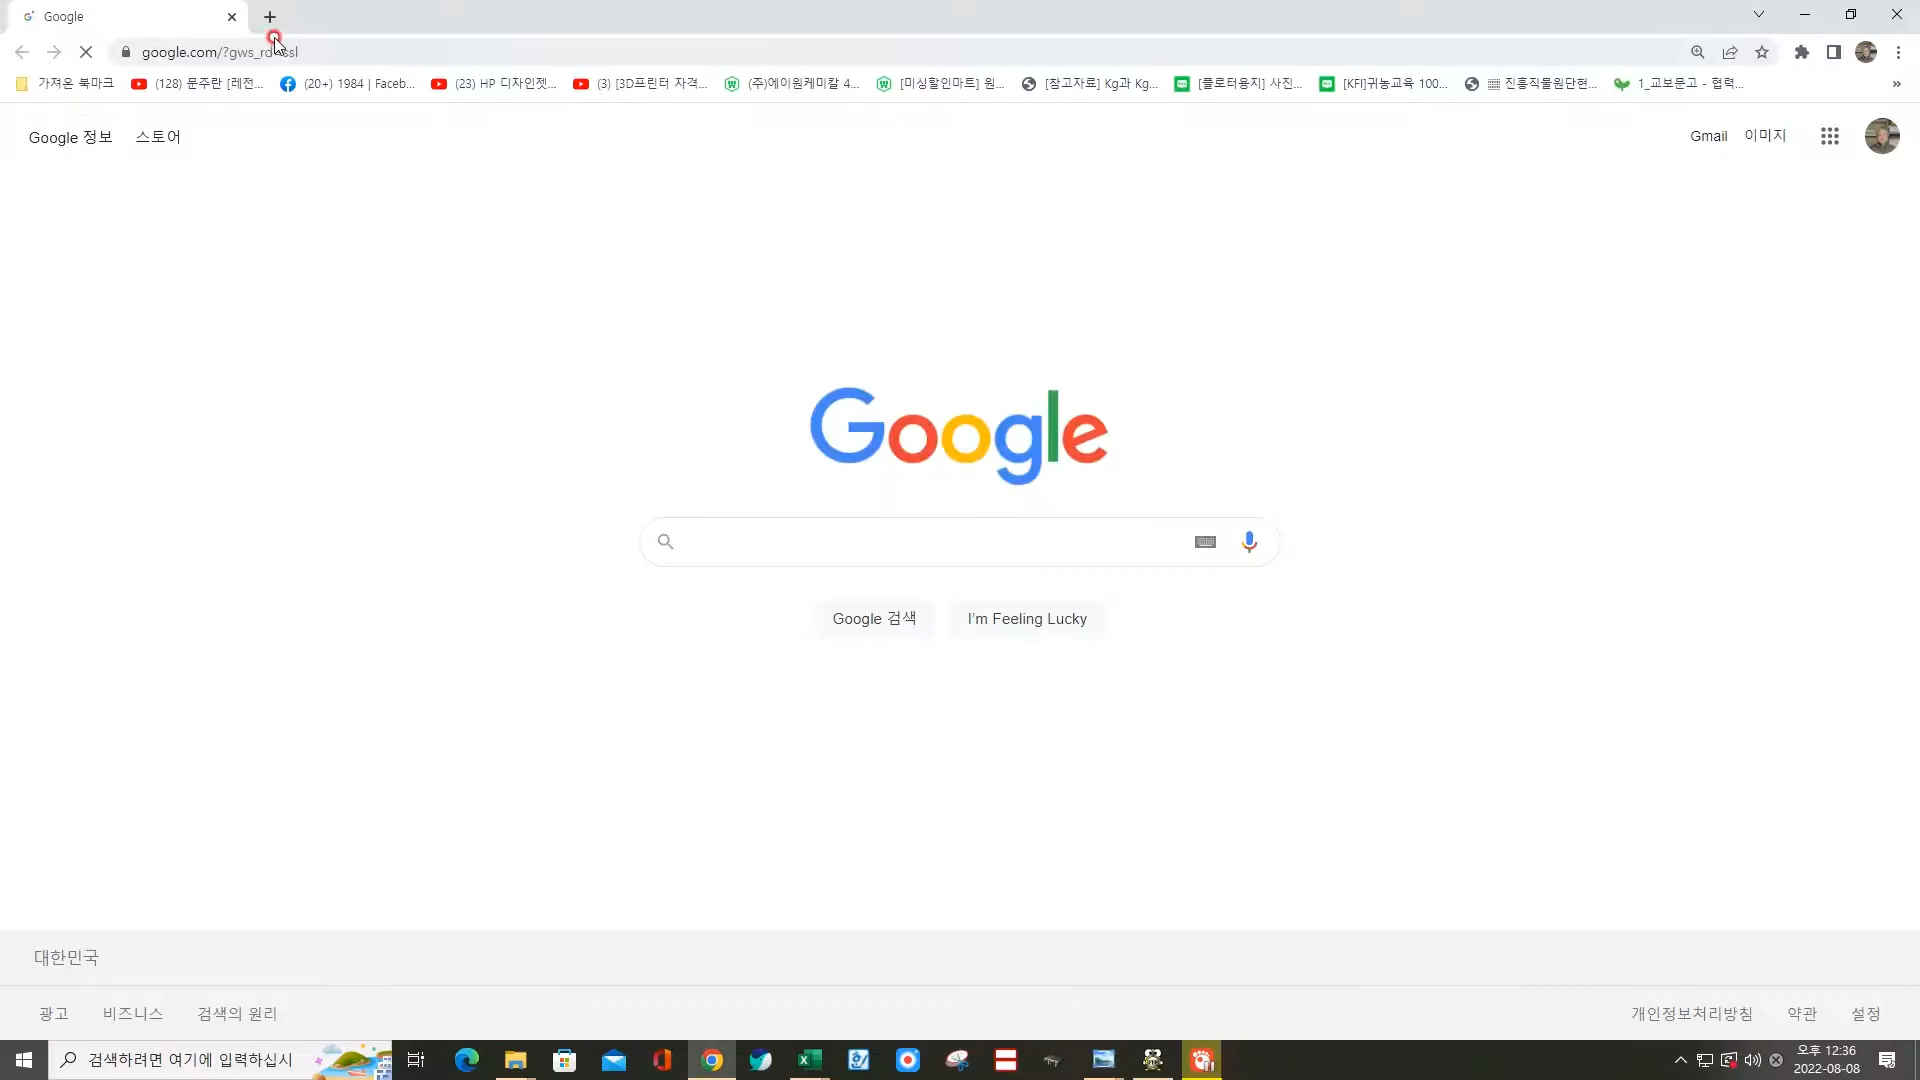 Google
google.com/?gws_rd=ssl
가져온 북마크 (128) 문주란 [레전... (20+) 1984 | Faceb... (23) HP 디자인젯... (3) [3D프린터 자격... (주)에이원케미칼 4... [미싱할인마트] 원... [참고자료] Kg과 Kg... [플로터용지] 사진... [KFI]귀농교육 100... 진흥직물원단현... 1_교보문고 - 협력... »
Google 정보 스토어 Gmail 이미지
Google
Google 검색 I'm Feeling Lucky
대한민국
광고 비즈니스 검색의 원리 개인정보처리방침 약관 설정
검색하려면 여기에 입력하십시 오후 12:36
2022-08-08